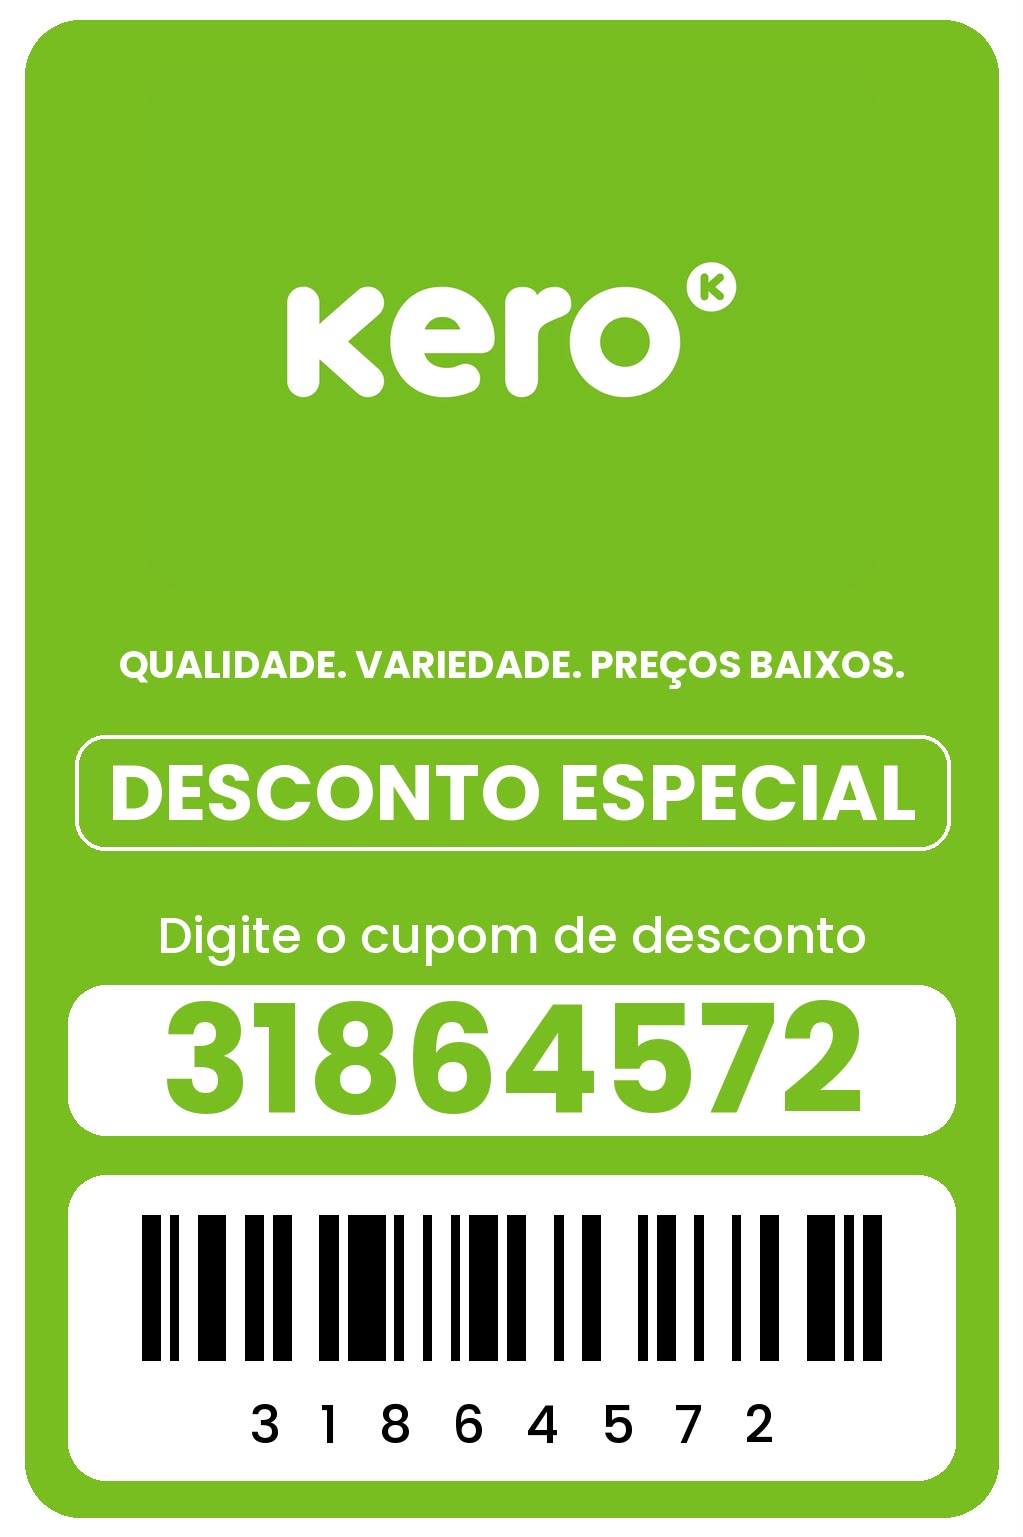 kero K
QUALIDADE. VARIEDADE. PREÇOS BAIXOS.
DESCONTO ESPECIAL
Digite o cupom de desconto
31864572
3 1 8 6 4 5 7 2